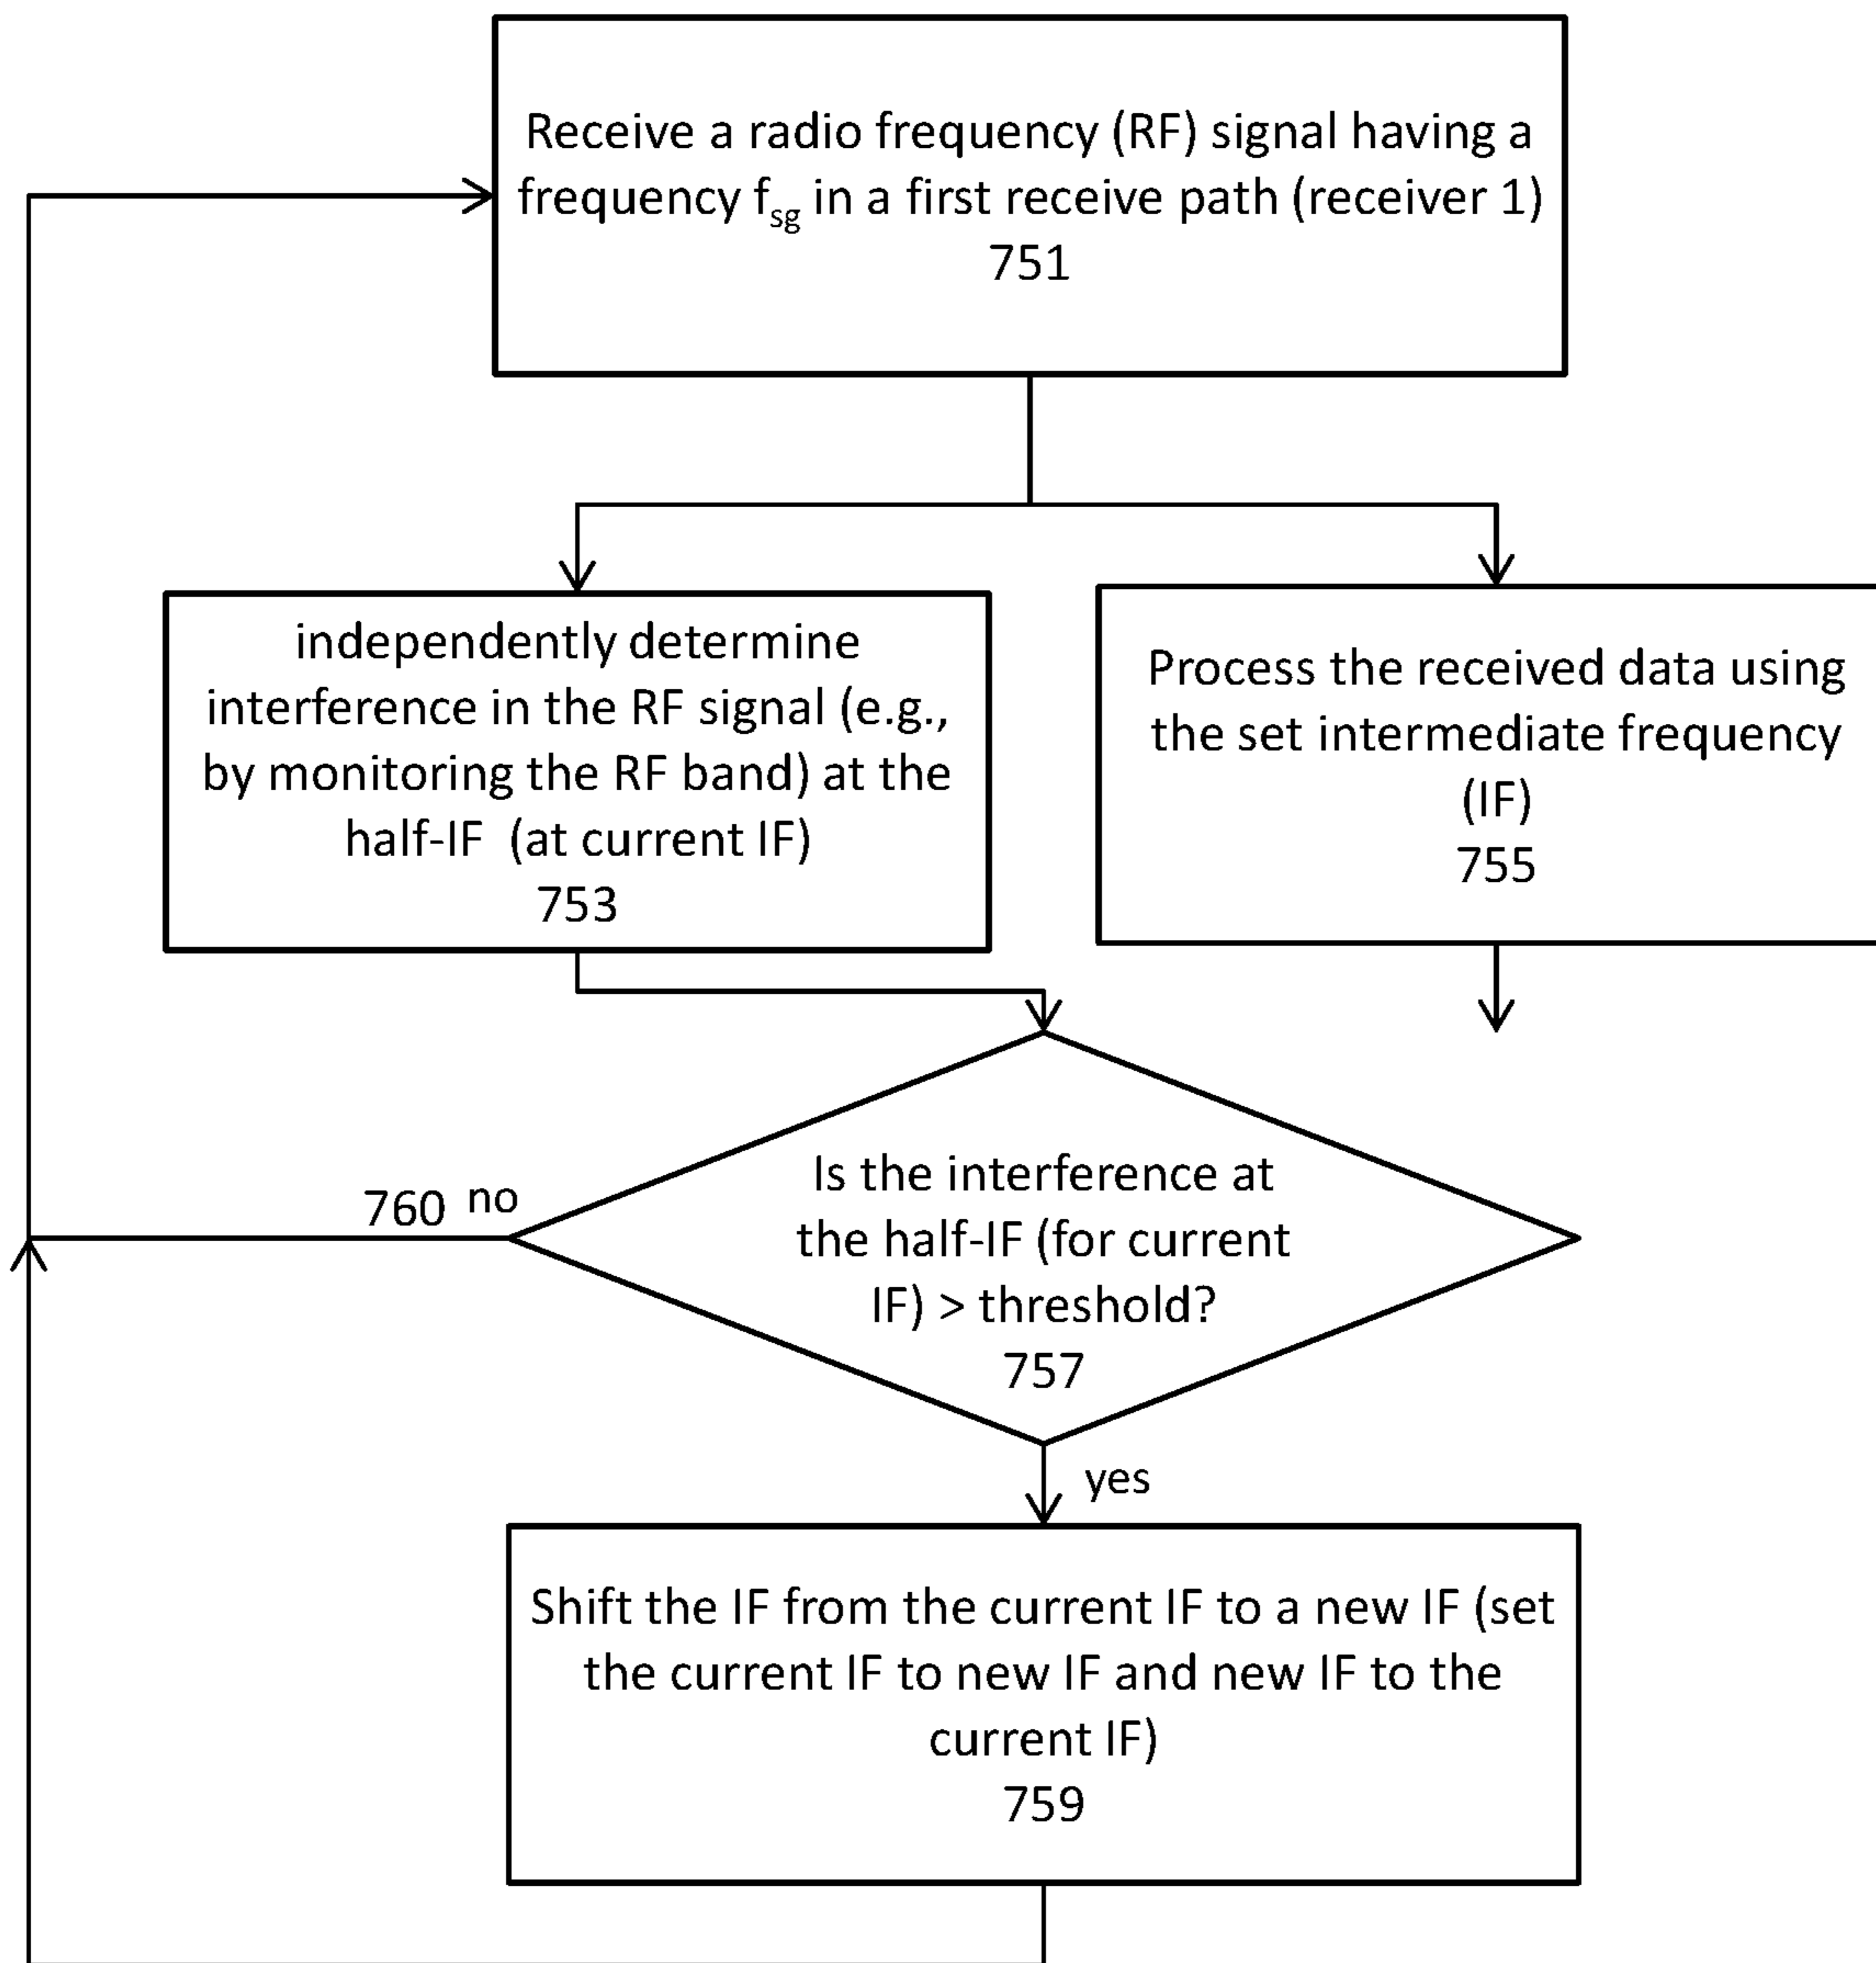 Receive a radio frequency (RF) signal having a
frequency fsg in a first receive path (receiver 1)
751
independently determine
interference in the RF signal (e.g.,
by monitoring the RF band) at the
half-IF (at current IF)
753
Process the received data using
the set intermediate frequency
(IF)
755
Is the interference at
the half-IF (for current
IF) > threshold?
757
760 no
yes
Shift the IF from the current IF to a new IF (set
the current IF to new IF and new IF to the
current IF)
759